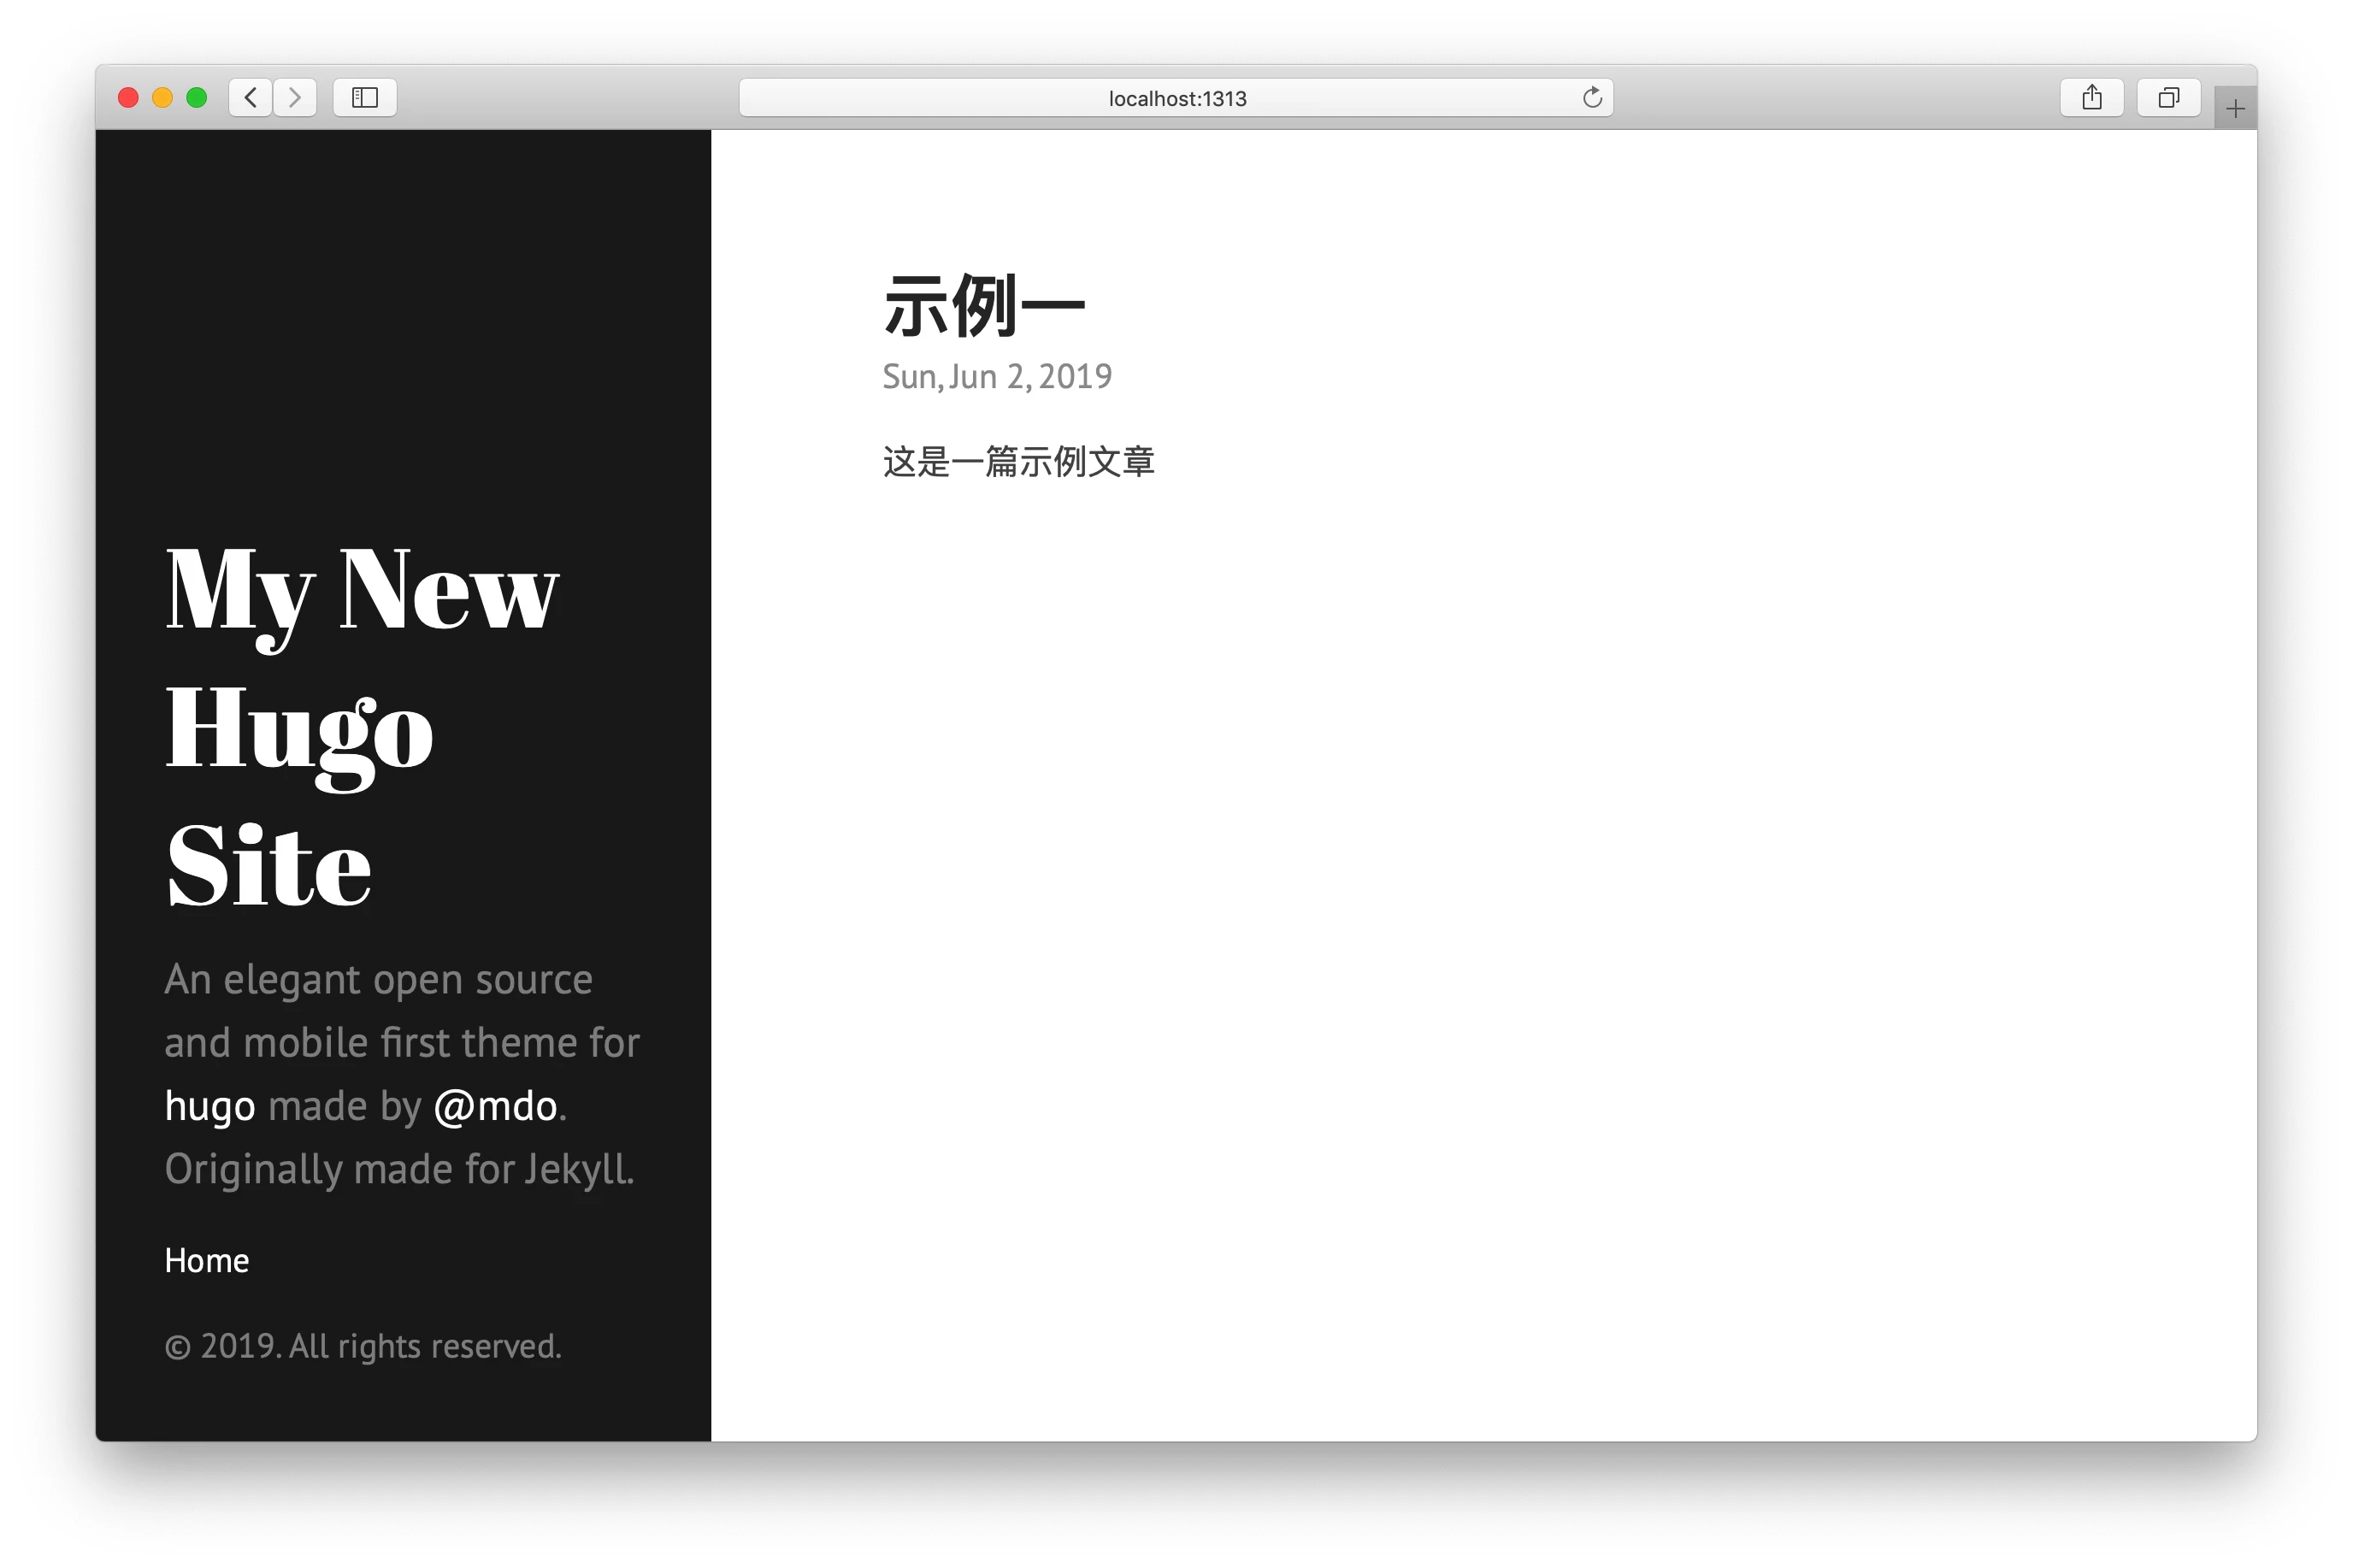 localhost:1313
My New
Hugo
Site
An elegant open source
and mobile first theme for
hugo made by @mdo.
Originally made for Jekyll.
Home
© 2019. All rights reserved.
示例一
Sun, Jun 2, 2019
这是一篇示例文章